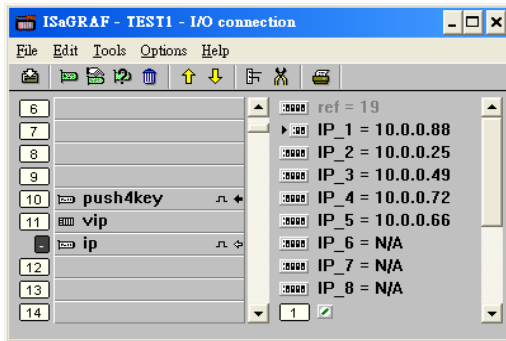 ISaGRAF - TEST1 - I/O connection
File Edit Tools Options Help
6
7
8
9
10 push4key
11 vip
ip
12
13
14
ref = 19
IP_1 = 10.0.0.88
IP_2 = 10.0.0.25
IP_3 = 10.0.0.49
IP_4 = 10.0.0.72
IP_5 = 10.0.0.66
IP_6 = N/A
IP_7 = N/A
IP_8 = N/A
1